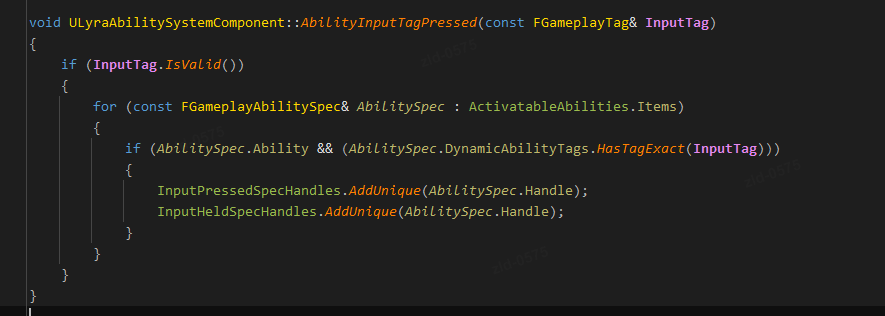 void ULyraAbilitySystemComponent::AbilityInputTagPressed(const FGameplayTag& InputTag)
{
    if (InputTag.IsValid())
    {
        for (const FGameplayAbilitySpec& AbilitySpec : ActivatableAbilities.Items)
        {
            if (AbilitySpec.Ability && (AbilitySpec.DynamicAbilityTags.HasTagExact(InputTag)))
            {
                InputPressedSpecHandles.AddUnique(AbilitySpec.Handle);
                InputHeldSpecHandles.AddUnique(AbilitySpec.Handle);
            }
        }
    }
}